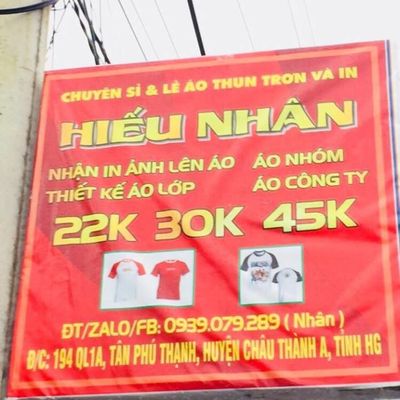 CHUYÊN SỈ & LẺ ÁO THUN TRƠN VÀ IN
HIẾU NHÂN
NHẬN IN ẢNH LÊN ÁO ÁO NHÓM
THIẾT KẾ ÁO LỚP ÁO CÔNG TY
22K 30K 45K
ĐT/ZALO/FB: 0939.079.289 ( Nhân )
Đ/C: 194 QL1A, TÂN PHÚ THẠNH, HUYỆN CHÂU THÀNH A, TỈNH HG